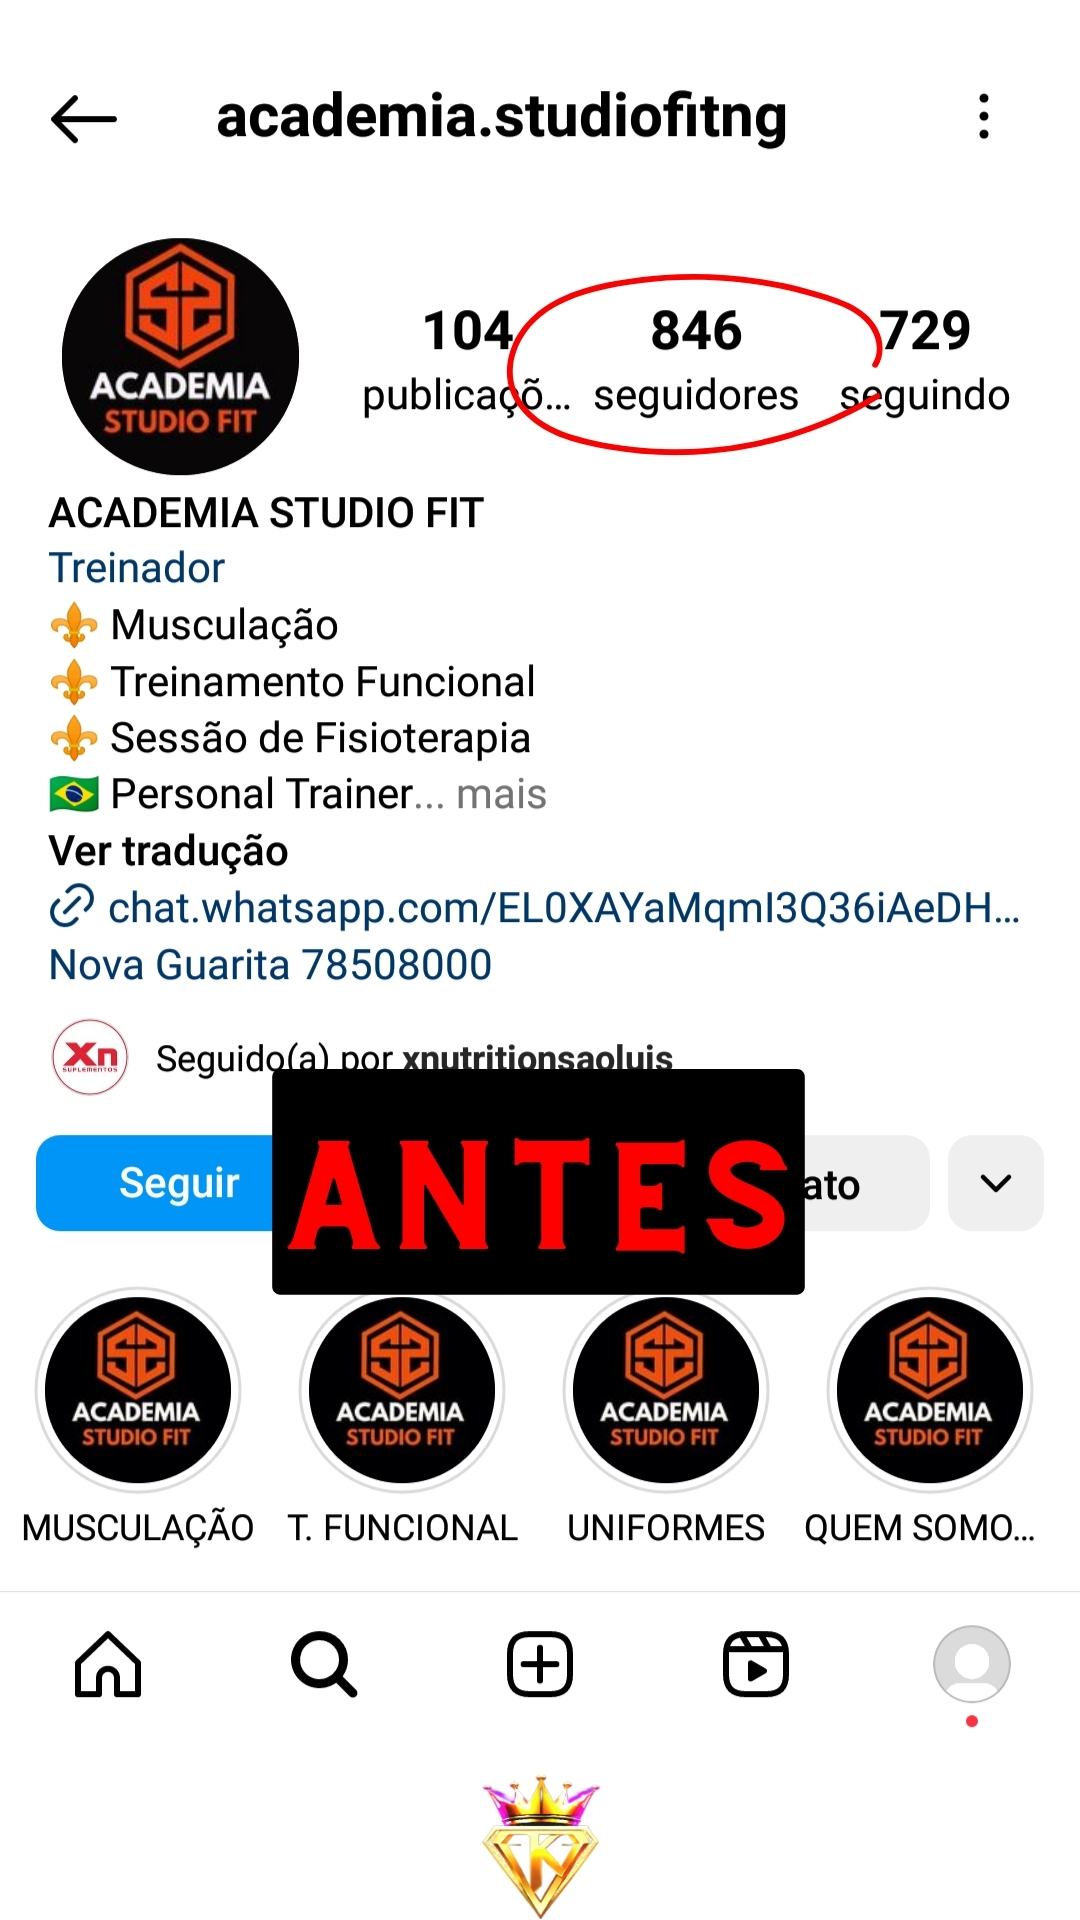 academia.studiofitng
ACADEMIA
STUDIO FIT
104
publicaçõ...
846
seguidores
729
seguindo
ACADEMIA STUDIO FIT
Treinador
⚜️ Musculação
⚜️ Treinamento Funcional
⚜️ Sessão de Fisioterapia
🇧🇷 Personal Trainer... mais
Ver tradução
chat.whatsapp.com/EL0XAYaMqmI3Q36iAeDH...
Nova Guarita 78508000
Xn
SUPLEMENTOS
Seguido(a) por xnutritionsaoluis
Seguir
ANTES
ato
ACADEMIA
STUDIO FIT
ACADEMIA
STUDIO FIT
ACADEMIA
STUDIO FIT
ACADEMIA
STUDIO FIT
MUSCULAÇÃO
T. FUNCIONAL
UNIFORMES
QUEM SOMO...
K